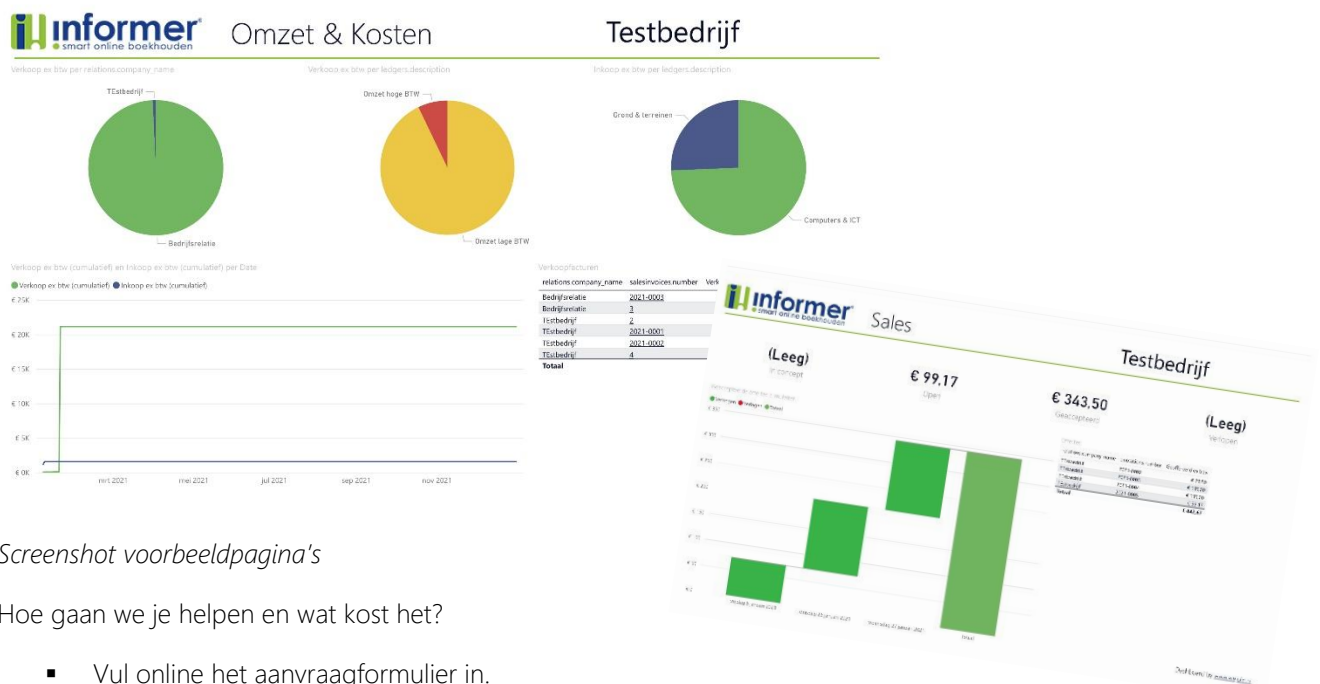 informer
smart online boekhouden
Omzet & Kosten
Testbedrijf
Verkoop ex btw per relations.company_name
Verkoop ex btw per ledgers.description
Inkoop ex btw per ledgers.description
TEstbedrijf
Bedrijfsrelatie
Omzet hoge BTW
Omzet lage BTW
Grond & terreinen
Computers & ICT
Verkoop ex btw (cumulatief) en Inkoop ex btw (cumulatief) per Date
Verkoop ex btw (cumulatief) Inkoop ex btw (cumulatief)
€ 25K
€ 20K
€ 15K
€ 10K
€ 5K
€ 0K
mrt 2021 mei 2021 jul 2021 sep 2021 nov 2021
Verkoopfacturen
relations.company_name salesinvoices.number
Bedrijfsrelatie 2021-0003
Bedrijfsrelatie 3
TEstbedrijf 2
TEstbedrijf 2021-0001
TEstbedrijf 2021-0002
TEstbedrijf 4
Totaal
informer
smart online boekhouden
Sales
Testbedrijf
(Leeg)
In concept
€ 99,17
Open
€ 343,50
Geaccepteerd
(Leeg)
Verlopen
Totaal
Screenshot voorbeeldpagina's
Hoe gaan we je helpen en wat kost het?
▪ Vul online het aanvraagformulier in.